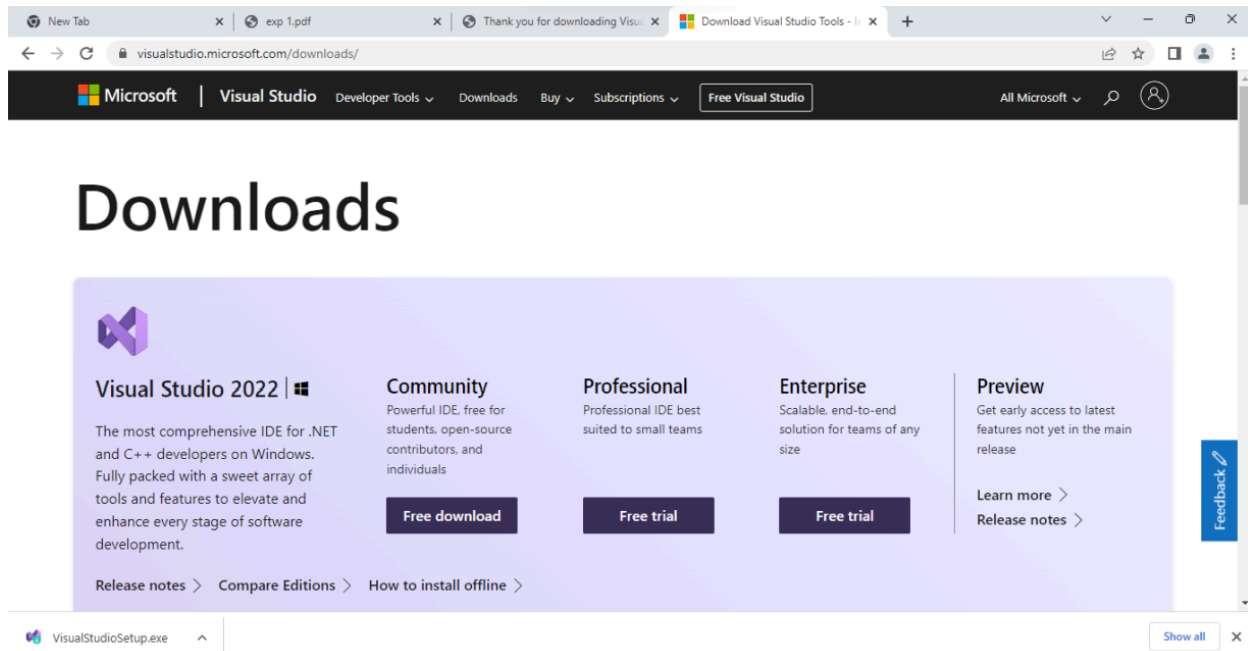 New Tab
exp 1.pdf
Thank you for downloading Visu
Download Visual Studio Tools - I
visualstudio.microsoft.com/downloads/
Microsoft | Visual Studio Developer Tools Downloads Buy Subscriptions Free Visual Studio All Microsoft
Downloads
Visual Studio 2022
The most comprehensive IDE for .NET
and C++ developers on Windows.
Fully packed with a sweet array of
tools and features to elevate and
enhance every stage of software
development.
Community
Powerful IDE, free for
students, open-source
contributors, and
individuals
Free download
Professional
Professional IDE best
suited to small teams
Free trial
Enterprise
Scalable, end-to-end
solution for teams of any
size
Free trial
Preview
Get early access to latest
features not yet in the main
release
Learn more
Release notes
Release notes Compare Editions How to install offline
Feedback
VisualStudioSetup.exe
Show all